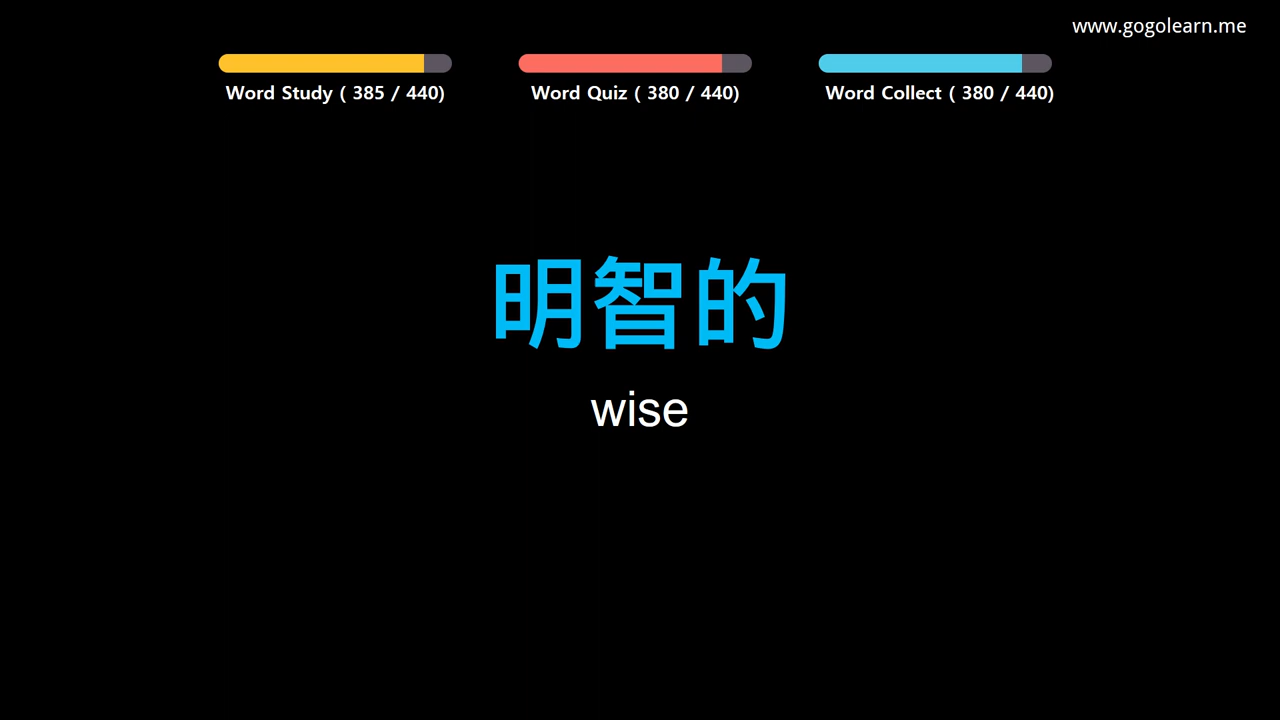 www.gogolearn.me
Word Study ( 385 / 440)
Word Quiz ( 380 / 440)
Word Collect ( 380 / 440)
明智的
wise